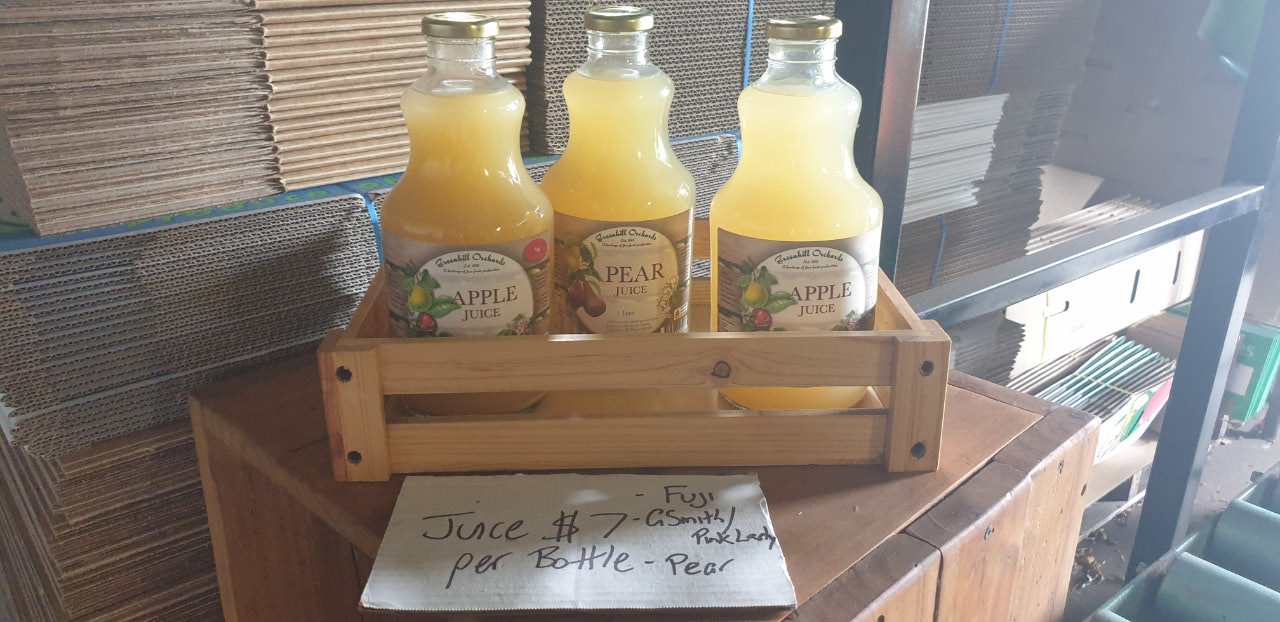 Greenhill Orchards
APPLE
JUICE
Greenhill Orchards
PEAR
JUICE
1 litre
Greenhill Orchards
APPLE
JUICE
- Fuji
Juice $7 - GSmith/
Pink Lady
per Bottle - Pear